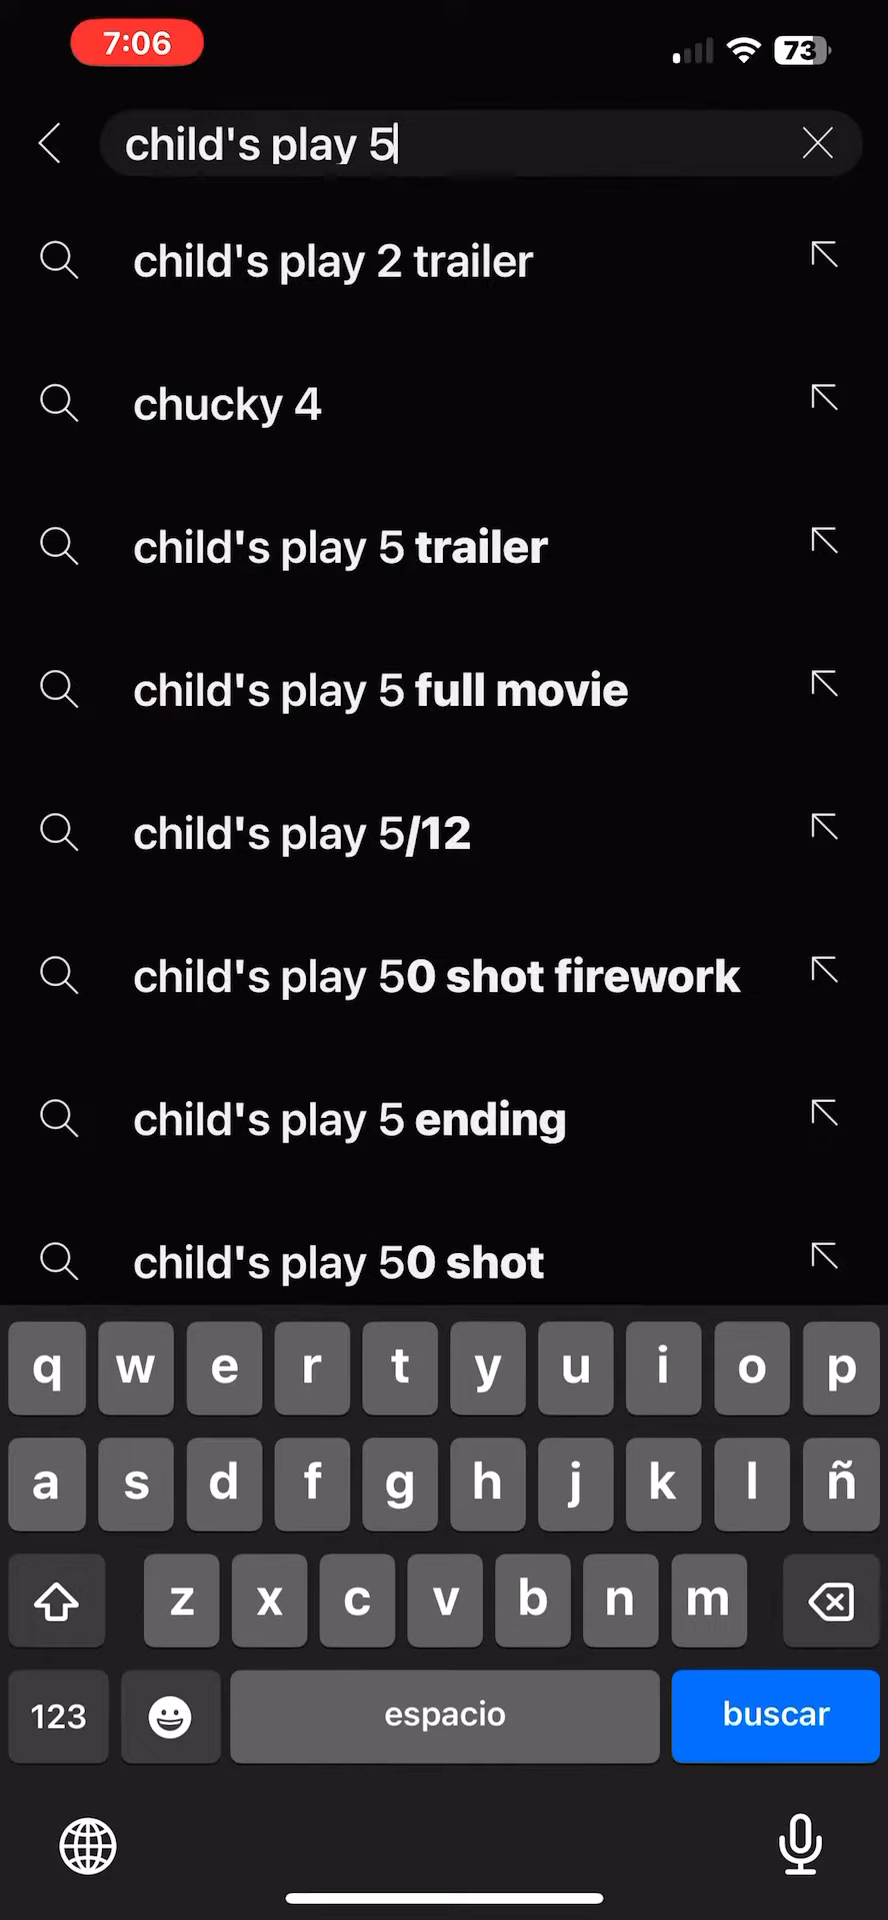 7:06
73
child's play 5
child's play 2 trailer
chucky 4
child's play 5 trailer
child's play 5 full movie
child's play 5/12
child's play 50 shot firework
child's play 5 ending
child's play 50 shot
q w e r t y u i o p
a s d f g h j k l ñ
z x c v b n m
123 espacio buscar